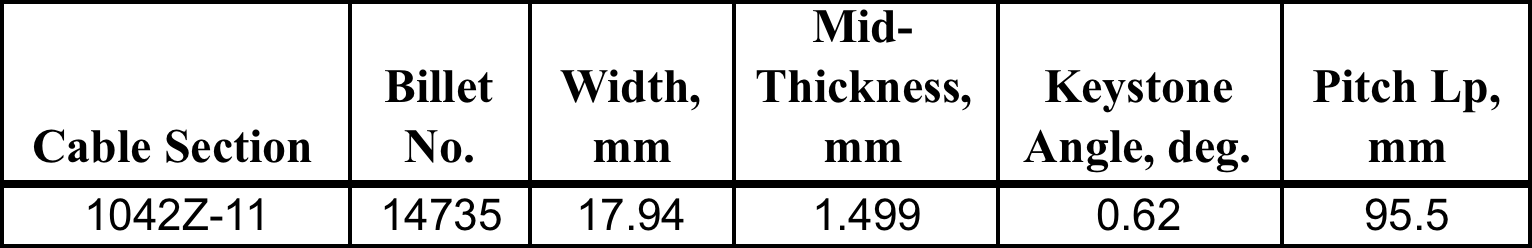 Cable Section
Billet
No.
Width,
mm
Mid-
Thickness,
mm
Keystone
Angle, deg.
Pitch Lp,
mm
1042Z-11 14735 17.94 1.499 0.62 95.5